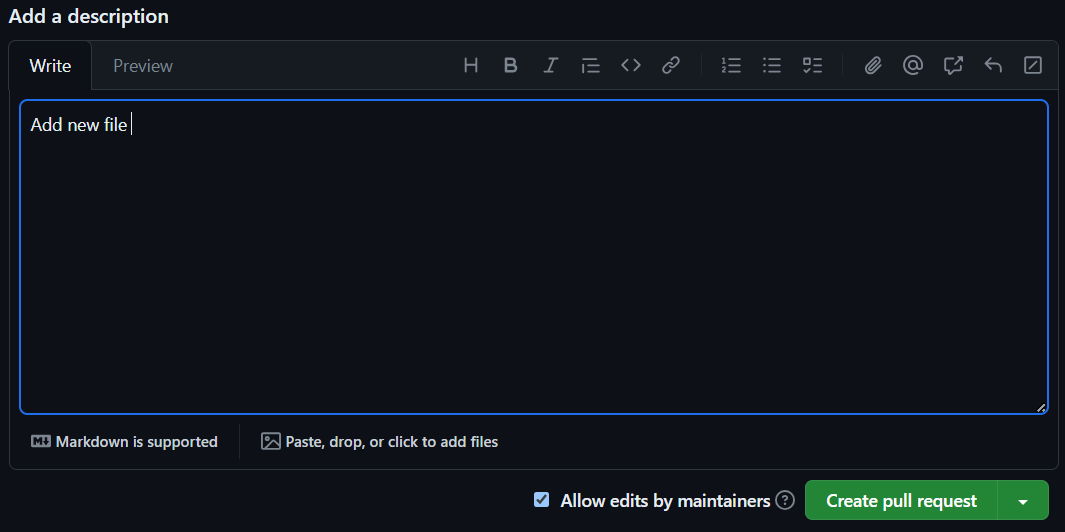 Add a description
Write Preview
Add new file
Markdown is supported Paste, drop, or click to add files
Allow edits by maintainers Create pull request